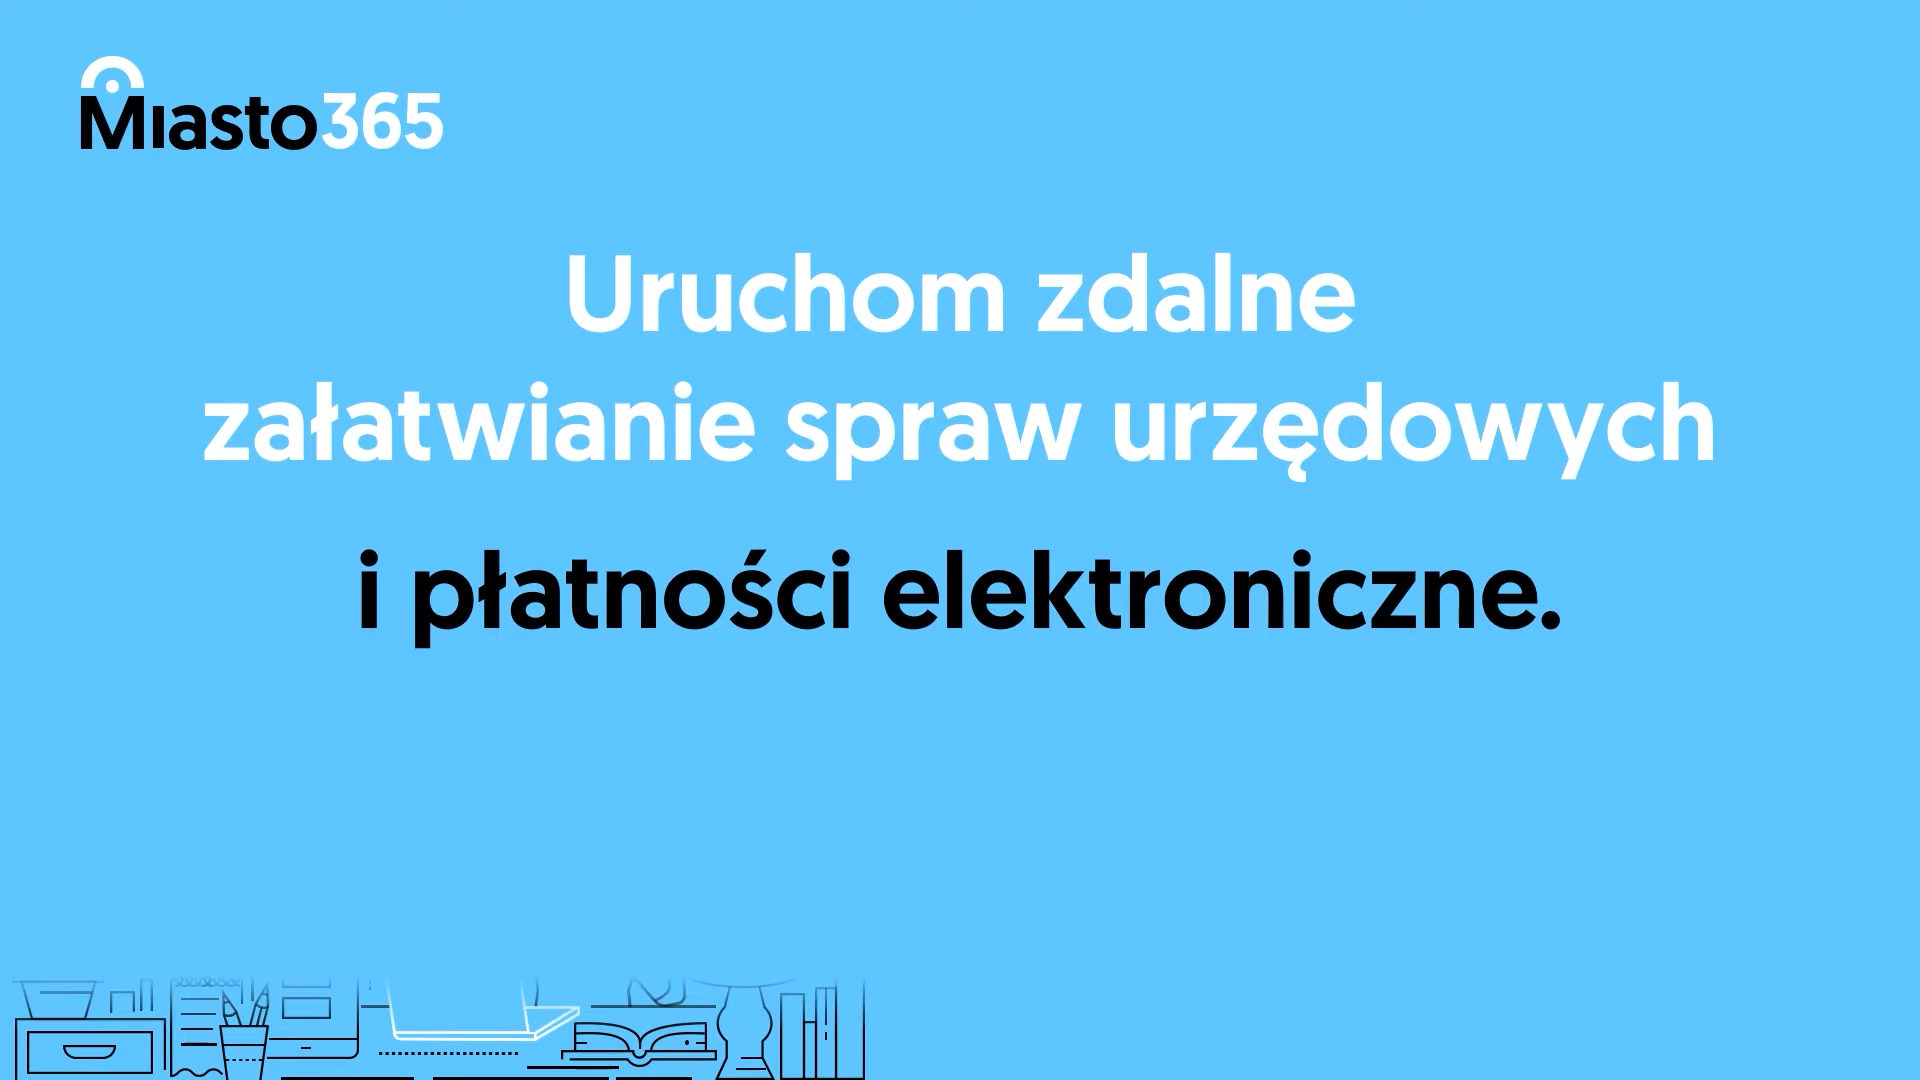 Miasto365
Uruchom zdalne
załatwianie spraw urzędowych
i płatności elektroniczne.